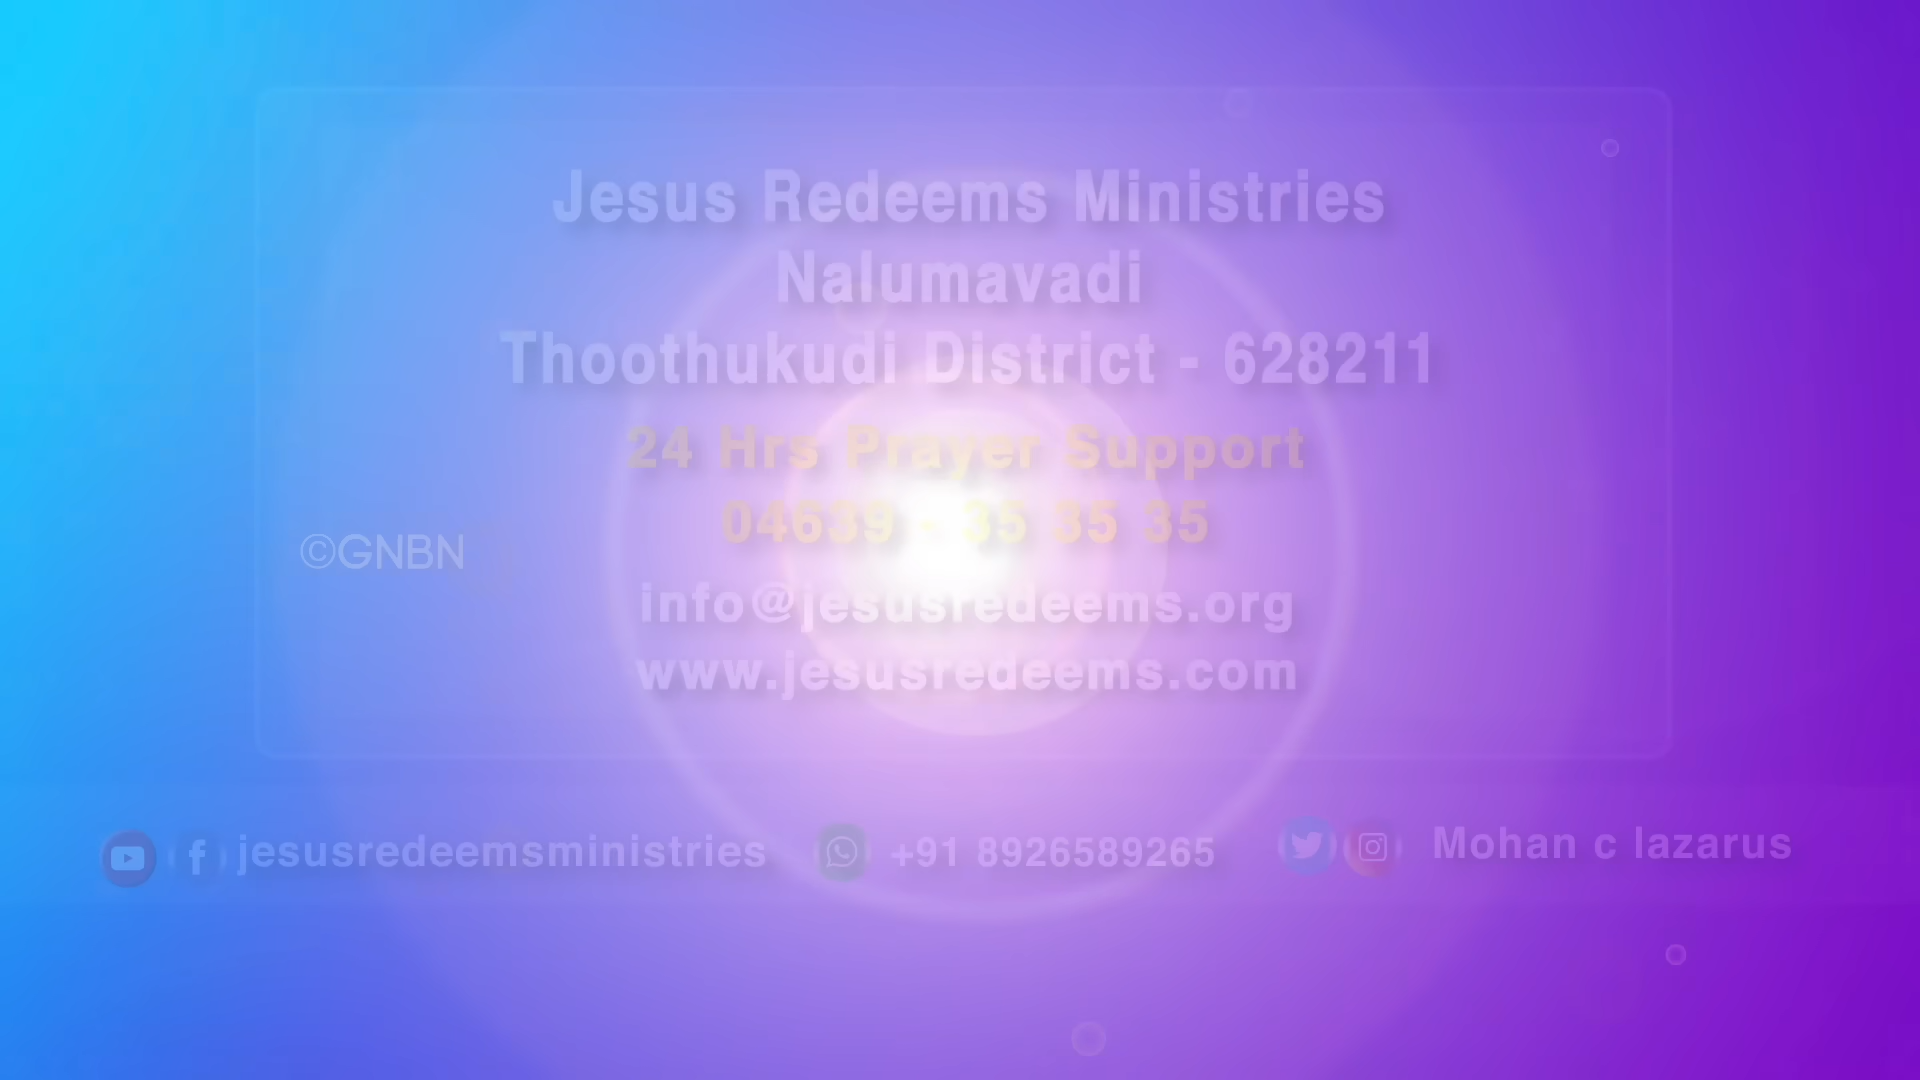 Jesus Redeems Ministries
Nalumavadi
Thoothukudi District - 628211
24 Hrs Prayer Support
04639 - 35 35 35
©GNBN
info@jesusredeems.org
www.jesusredeems.com
jesusredeemsministries
+91 8926589265
Mohan c lazarus